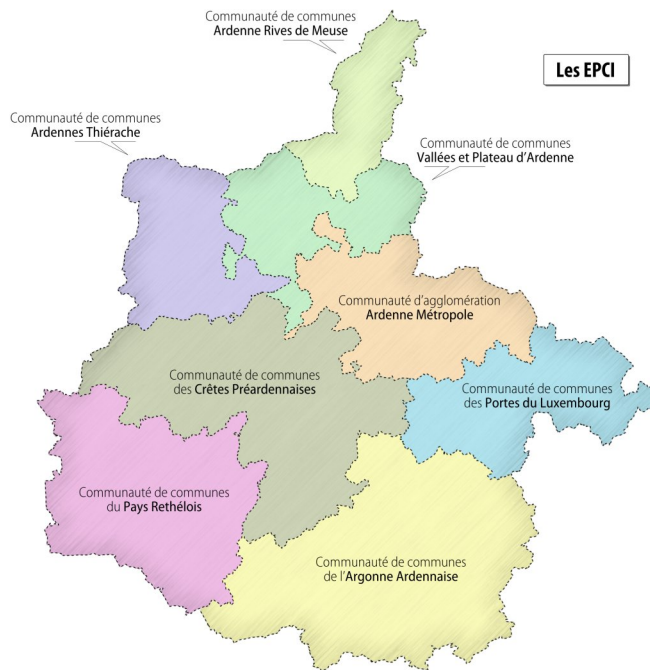 Communauté de communes
Ardenne Rives de Meuse
Les EPCI
Communauté de communes
Ardennes Thiérache
Communauté de communes
Vallées et Plateau d'Ardenne
Communauté d'agglomération
Ardenne Métropole
Communauté de communes
des Crêtes Préardennaises
Communauté de communes
des Portes du Luxembourg
Communauté de communes
du Pays Rethélois
Communauté de communes
de l'Argonne Ardennaise